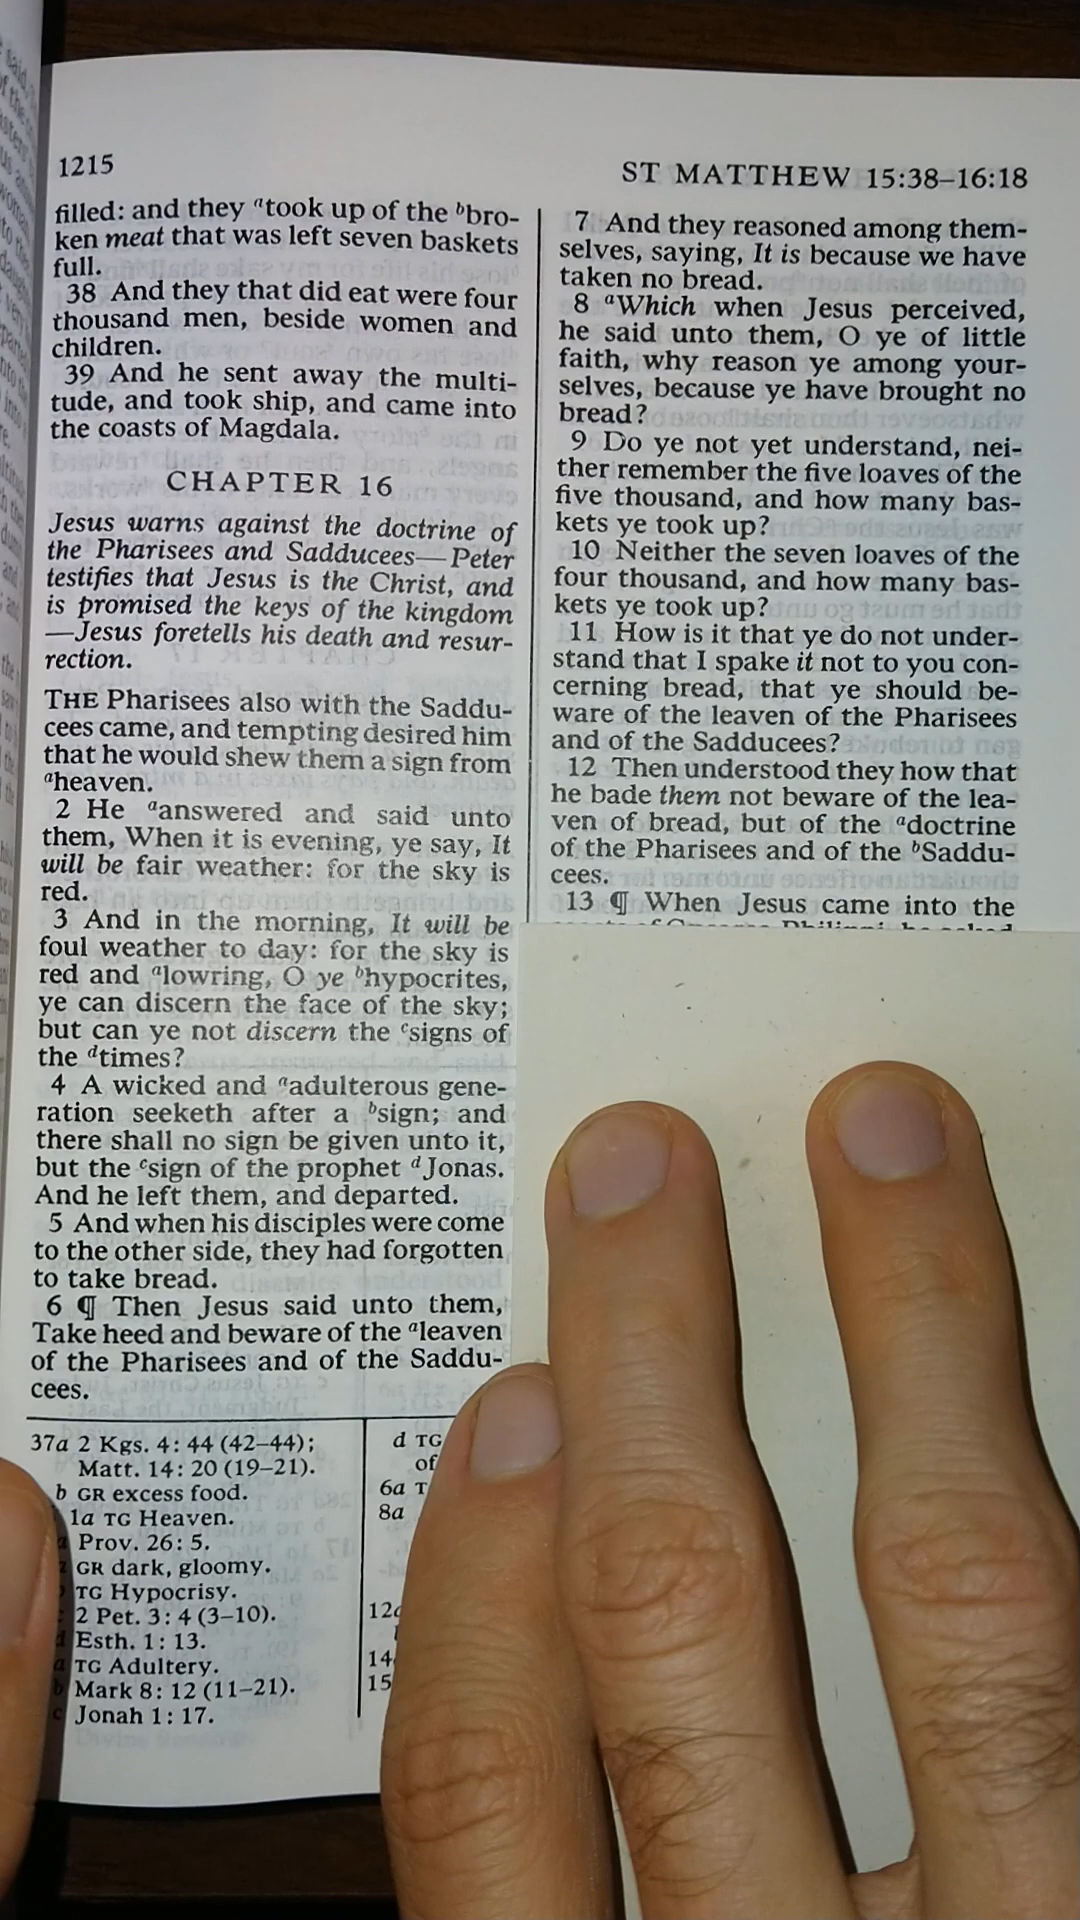 1215
ST MATTHEW 15:38–16:18
filled: and they ᵃtook up of the ᵇbro-
ken meat that was left seven baskets
full.
38 And they that did eat were four
thousand men, beside women and
children.
39 And he sent away the multi-
tude, and took ship, and came into
the coasts of Magdala.
CHAPTER 16
Jesus warns against the doctrine of
the Pharisees and Sadducees—Peter
testifies that Jesus is the Christ, and
is promised the keys of the kingdom
—Jesus foretells his death and resur-
rection.
THE Pharisees also with the Saddu-
cees came, and tempting desired him
that he would shew them a sign from
ᵃheaven.
2 He ᵃanswered and said unto
them, When it is evening, ye say, It
will be fair weather: for the sky is
red.
3 And in the morning, It will be
foul weather to day: for the sky is
red and ᵃlowring, O ye ᵇhypocrites,
ye can discern the face of the sky;
but can ye not discern the ᶜsigns of
the ᵈtimes?
4 A wicked and ᵃadulterous gene-
ration seeketh after a ᵇsign; and
there shall no sign be given unto it,
but the ᶜsign of the prophet ᵈJonas.
And he left them, and departed.
5 And when his disciples were come
to the other side, they had forgotten
to take bread.
6 ¶ Then Jesus said unto them,
Take heed and beware of the ᵃleaven
of the Pharisees and of the Saddu-
cees.
7 And they reasoned among them-
selves, saying, It is because we have
taken no bread.
8 ᵃWhich when Jesus perceived,
he said unto them, O ye of little
faith, why reason ye among your-
selves, because ye have brought no
bread?
9 Do ye not yet understand, nei-
ther remember the five loaves of the
five thousand, and how many bas-
kets ye took up?
10 Neither the seven loaves of the
four thousand, and how many bas-
kets ye took up?
11 How is it that ye do not under-
stand that I spake it not to you con-
cerning bread, that ye should be-
ware of the leaven of the Pharisees
and of the Sadducees?
12 Then understood they how that
he bade them not beware of the lea-
ven of bread, but of the ᵃdoctrine
of the Pharisees and of the ᵇSaddu-
cees.
13 ¶ When Jesus came into the
37a 2 Kgs. 4: 44 (42–44);
Matt. 14: 20 (19–21).
b GR excess food.
1a TG Heaven.
Prov. 26: 5.
GR dark, gloomy.
TG Hypocrisy.
2 Pet. 3: 4 (3–10).
d Esth. 1: 13.
a TG Adultery.
b Mark 8: 12 (11–21).
c Jonah 1: 17.
d TG
of
6a T
8a
12
14
15